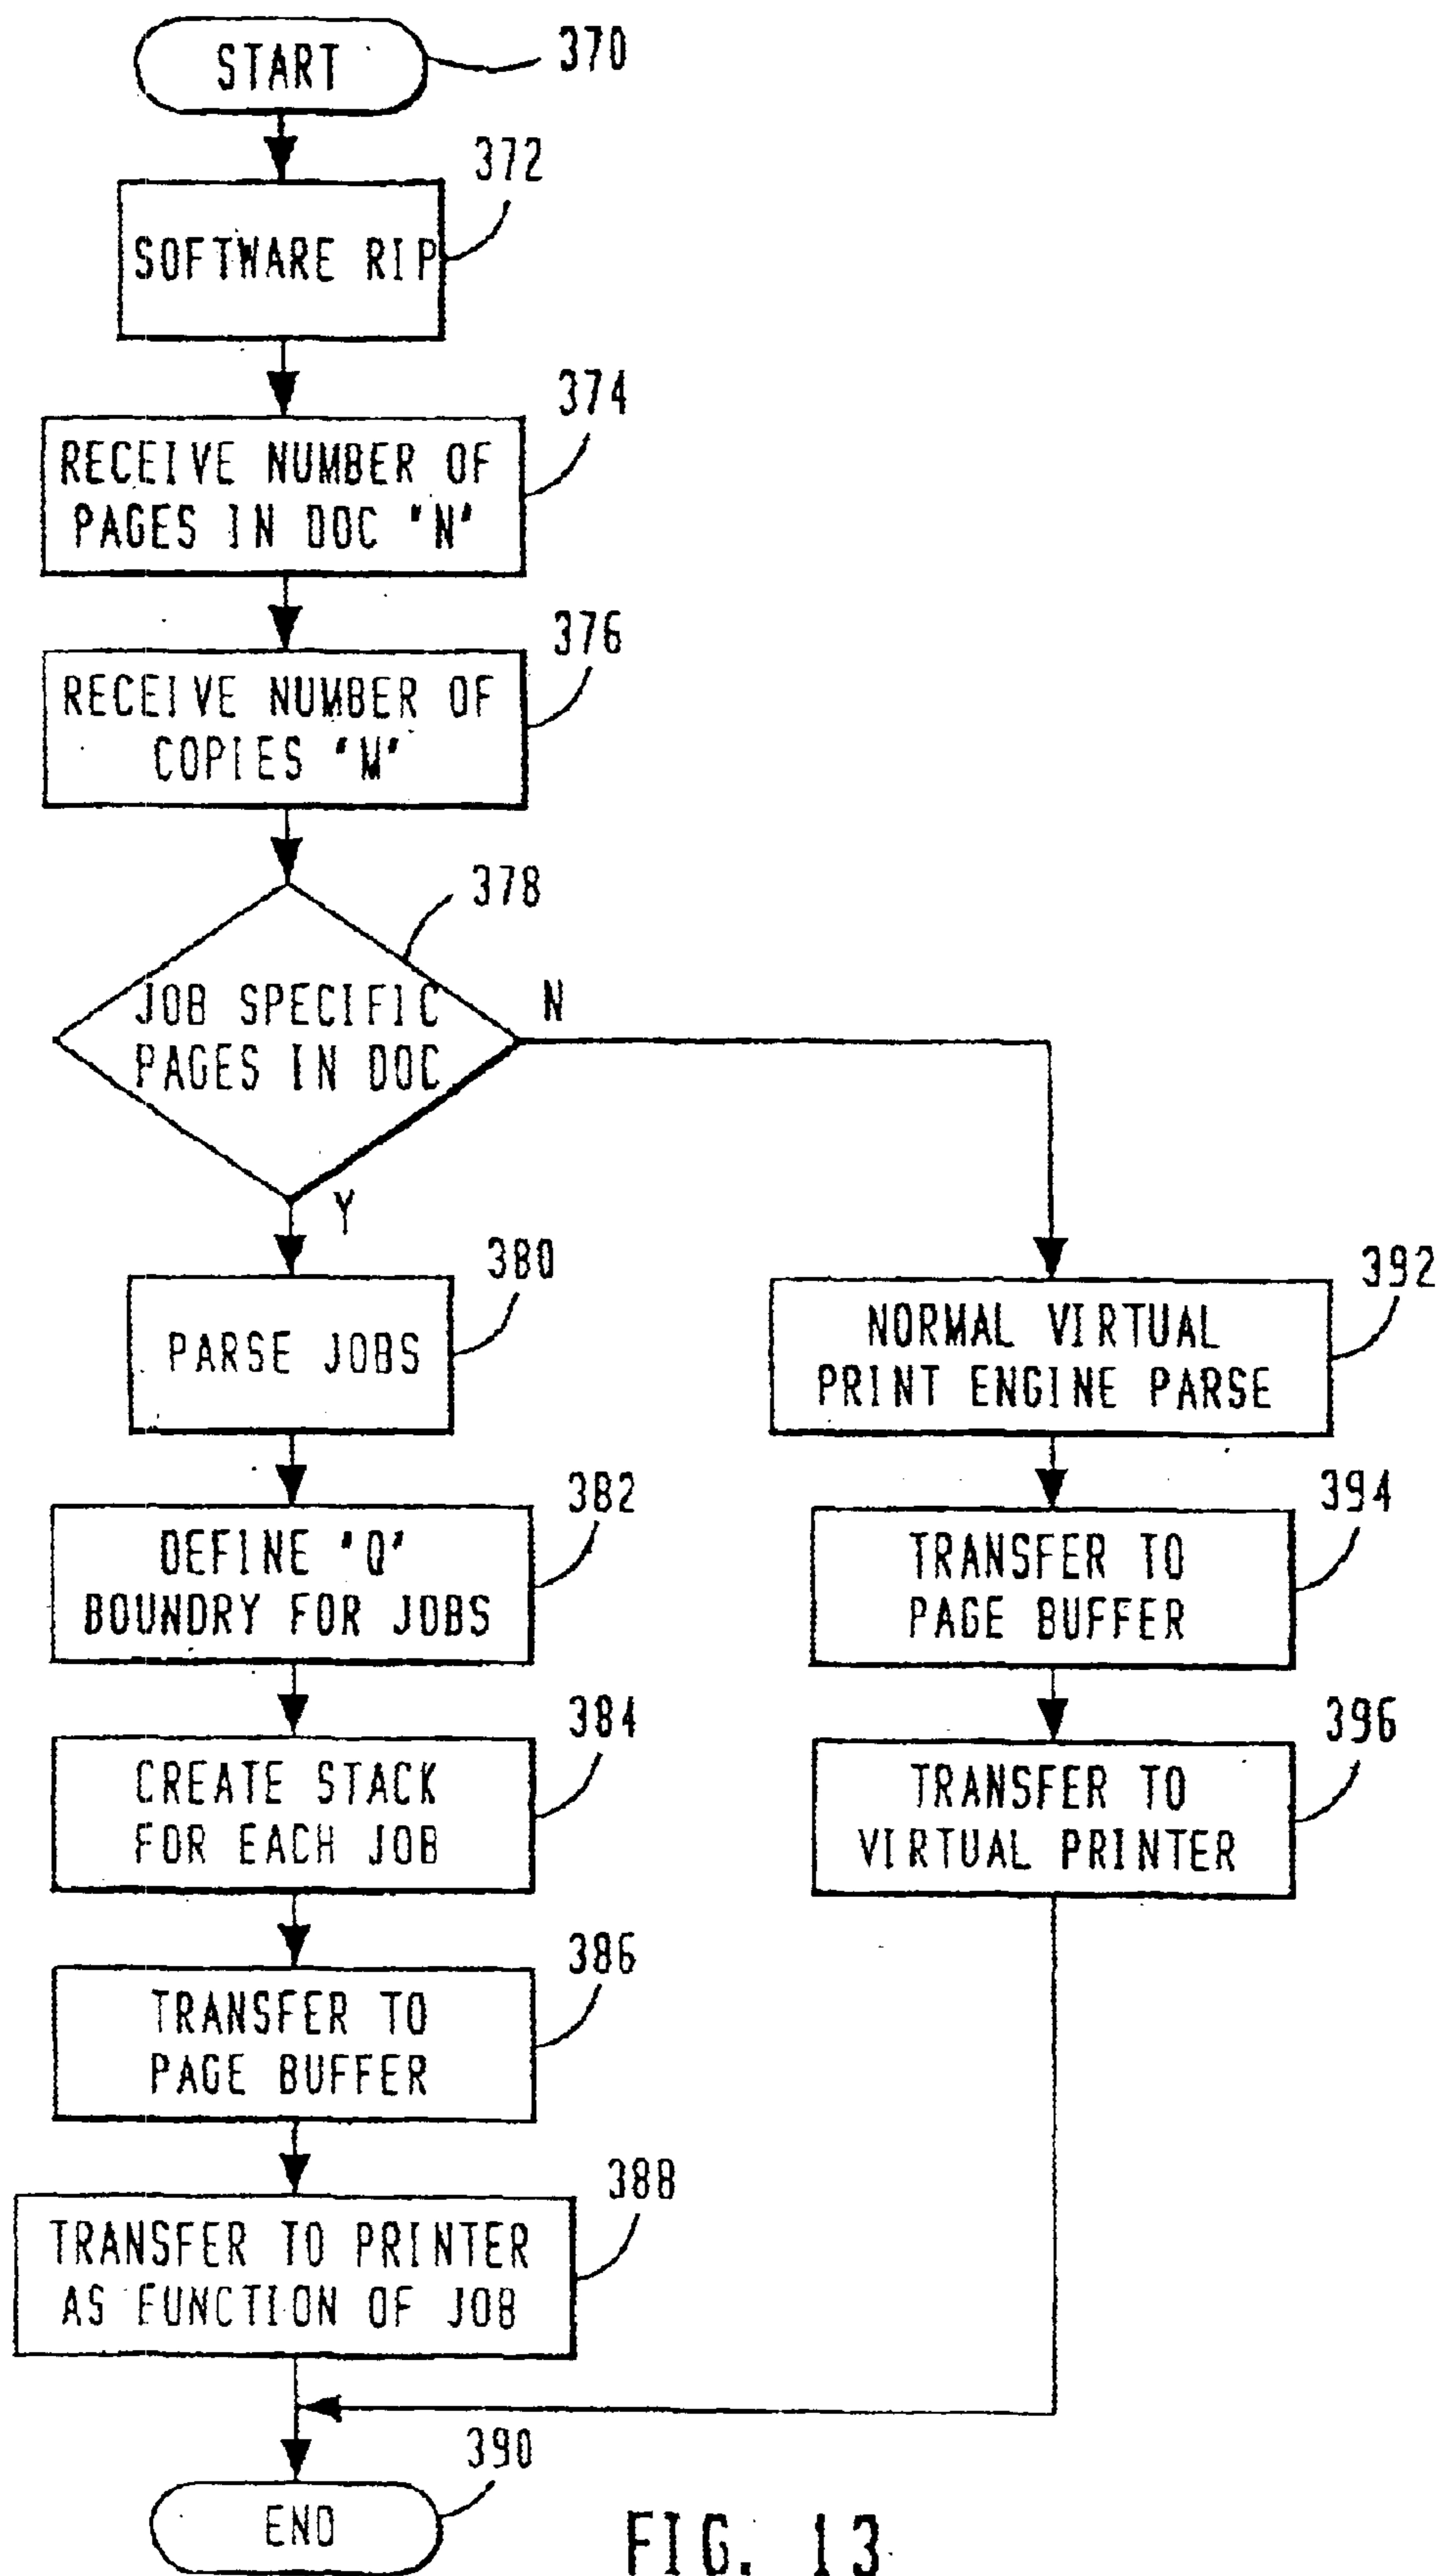 START
370
372
SOFTWARE RIP
374
RECEIVE NUMBER OF
PAGES IN DOC "N"
376
RECEIVE NUMBER OF
COPIES "M"
378
JOB SPECIFIC
PAGES IN DOC
N
Y
380
PARSE JOBS
382
DEFINE "Q"
BOUNDRY FOR JOBS
384
CREATE STACK
FOR EACH JOB
386
TRANSFER TO
PAGE BUFFER
388
TRANSFER TO PRINTER
AS FUNCTION OF JOB
392
NORMAL VIRTUAL
PRINT ENGINE PARSE
394
TRANSFER TO
PAGE BUFFER
396
TRANSFER TO
VIRTUAL PRINTER
390
END
FIG. 13